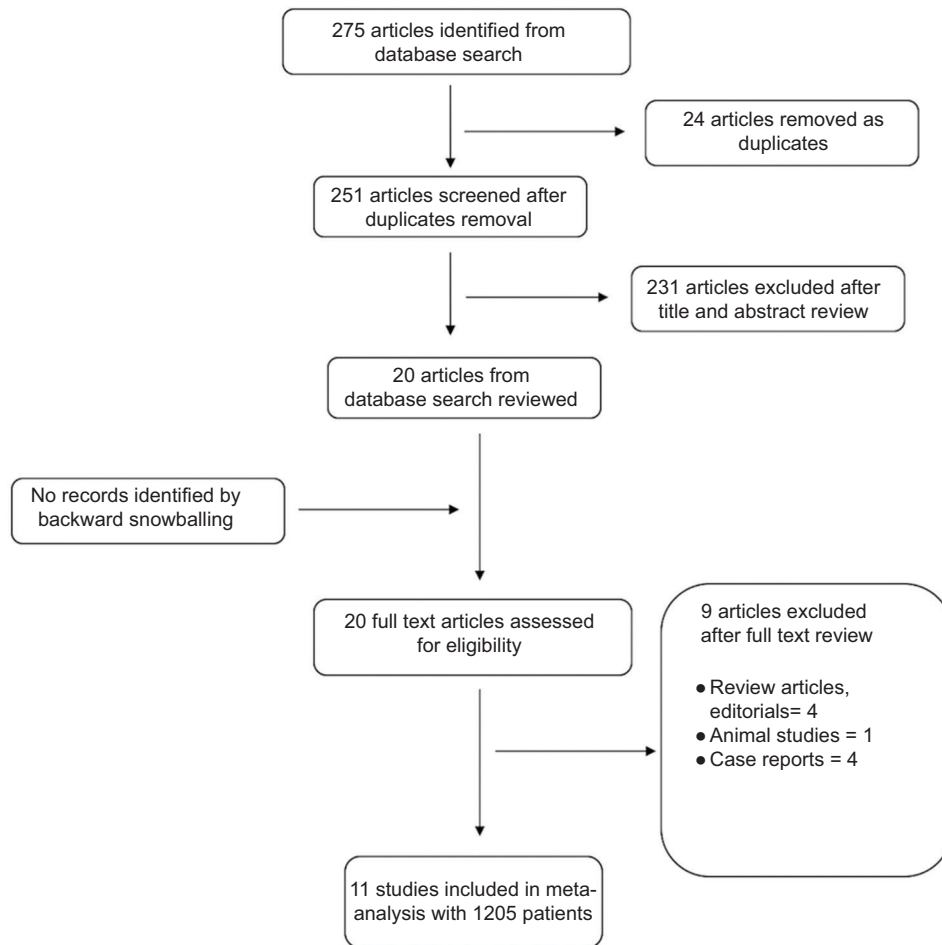 275 articles identified from
database search
24 articles removed as
duplicates
251 articles screened after
duplicates removal
231 articles excluded after
title and abstract review
20 articles from
database search reviewed
No records identified by
backward snowballing
20 full text articles assessed
for eligibility
9 articles excluded
after full text review
● Review articles,
editorials= 4
● Animal studies = 1
● Case reports = 4
11 studies included in meta-
analysis with 1205 patients